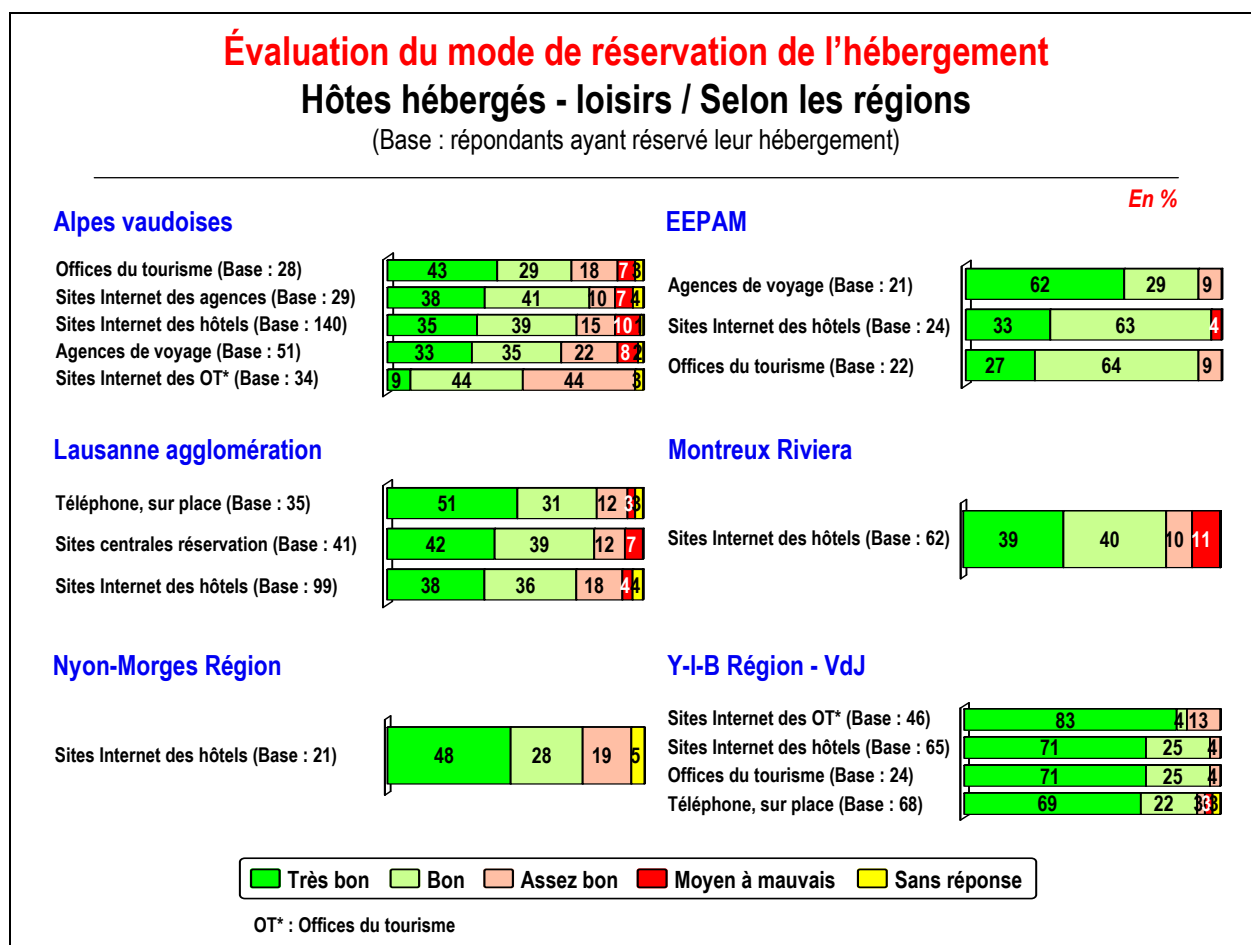 Évaluation du mode de réservation de l'hébergement
Hôtes hébergés - loisirs / Selon les régions
(Base : répondants ayant réservé leur hébergement)
En %
Alpes vaudoises
Offices du tourisme (Base : 28) 43 29 18 7 3
Sites Internet des agences (Base : 29) 38 41 10 7 4
Sites Internet des hôtels (Base : 140) 35 39 15 10 1
Agences de voyage (Base : 51) 33 35 22 8 2
Sites Internet des OT* (Base : 34) 9 44 44 3
EEPAM
Agences de voyage (Base : 21) 62 29 9
Sites Internet des hôtels (Base : 24) 33 63 4
Offices du tourisme (Base : 22) 27 64 9
Lausanne agglomération
Téléphone, sur place (Base : 35) 51 31 12 3 3
Sites centrales réservation (Base : 41) 42 39 12 7
Sites Internet des hôtels (Base : 99) 38 36 18 4 4
Montreux Riviera
Sites Internet des hôtels (Base : 62) 39 40 10 11
Nyon-Morges Région
Sites Internet des hôtels (Base : 21) 48 28 19 5
Y-I-B Région - VdJ
Sites Internet des OT* (Base : 46) 83 4 13
Sites Internet des hôtels (Base : 65) 71 25 4
Offices du tourisme (Base : 24) 71 25 4
Téléphone, sur place (Base : 68) 69 22 3 3 3
Très bon Bon Assez bon Moyen à mauvais Sans réponse
OT* : Offices du tourisme